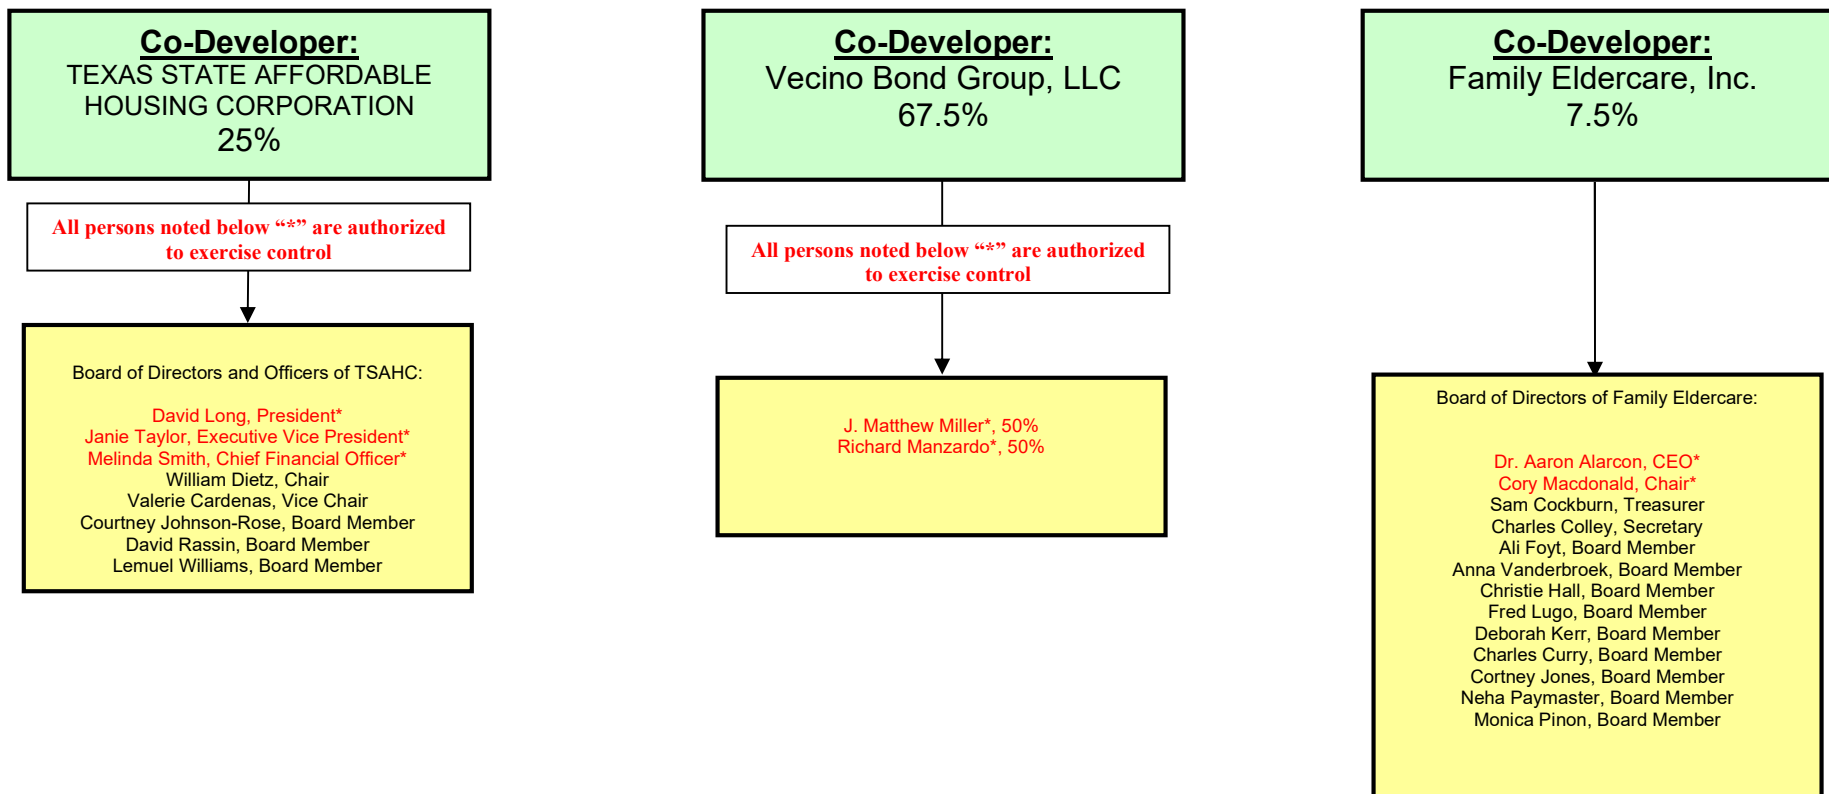 Co-Developer:
TEXAS STATE AFFORDABLE
HOUSING CORPORATION
25%
All persons noted below “*” are authorized
to exercise control
Board of Directors and Officers of TSAHC:
David Long, President*
Janie Taylor, Executive Vice President*
Melinda Smith, Chief Financial Officer*
William Dietz, Chair
Valerie Cardenas, Vice Chair
Courtney Johnson-Rose, Board Member
David Rassin, Board Member
Lemuel Williams, Board Member
Co-Developer:
Vecino Bond Group, LLC
67.5%
All persons noted below “*” are authorized
to exercise control
J. Matthew Miller*, 50%
Richard Manzardo*, 50%
Co-Developer:
Family Eldercare, Inc.
7.5%
Board of Directors of Family Eldercare:
Dr. Aaron Alarcon, CEO*
Cory Macdonald, Chair*
Sam Cockburn, Treasurer
Charles Colley, Secretary
Ali Foyt, Board Member
Anna Vanderbroek, Board Member
Christie Hall, Board Member
Fred Lugo, Board Member
Deborah Kerr, Board Member
Charles Curry, Board Member
Cortney Jones, Board Member
Neha Paymaster, Board Member
Monica Pinon, Board Member